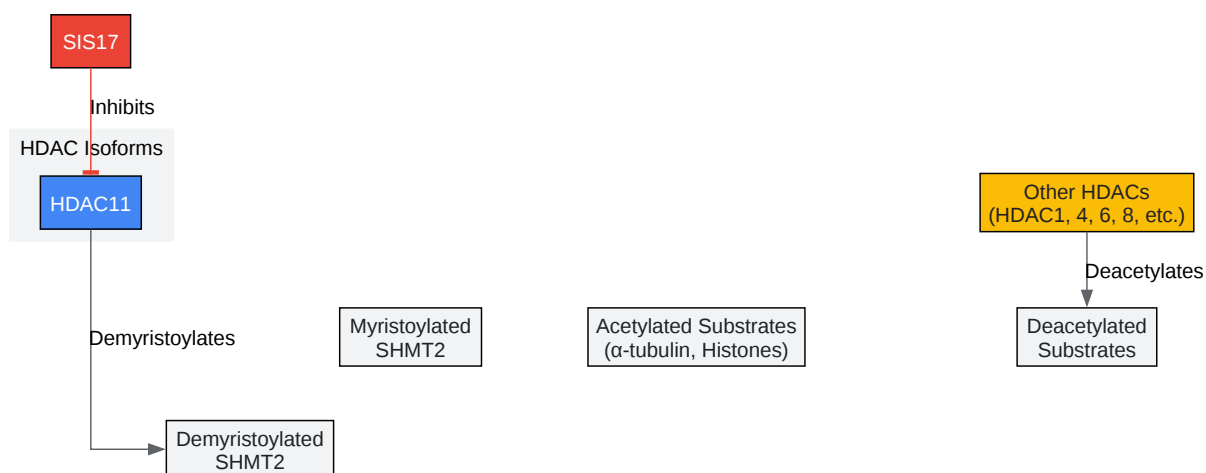 SIS17
Inhibits
HDAC Isoforms
HDAC11
Other HDACs
(HDAC1, 4, 6, 8, etc.)
Deacetylates
Demyristoylates
Myristoylated
SHMT2
Acetylated Substrates
(α-tubulin, Histones)
Deacetylated
Substrates
Demyristoylated
SHMT2